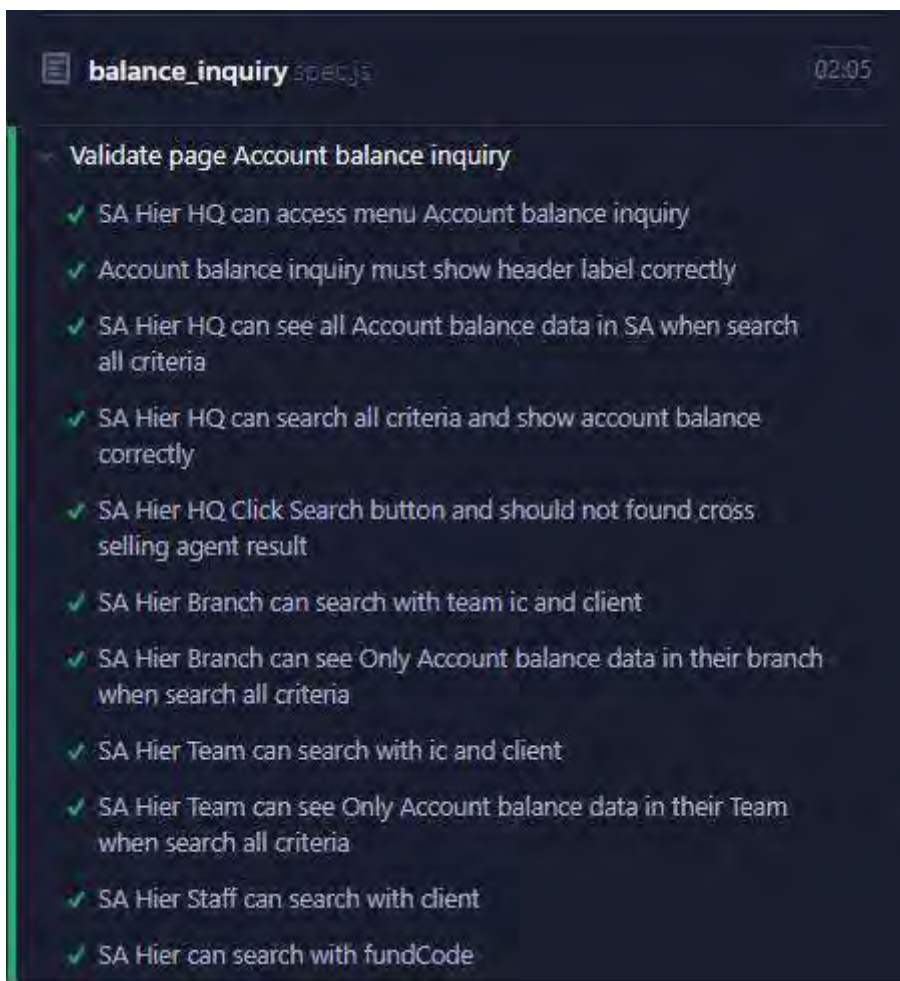 balance_inquiry spec.js 02:05
Validate page Account balance inquiry
SA Hier HQ can access menu Account balance inquiry
Account balance inquiry must show header label correctly
SA Hier HQ can see all Account balance data in SA when search
all criteria
SA Hier HQ can search all criteria and show account balance
correctly
SA Hier HQ Click Search button and should not found cross
selling agent result
SA Hier Branch can search with team ic and client
SA Hier Branch can see Only Account balance data in their branch
when search all criteria
SA Hier Team can search with ic and client
SA Hier Team can see Only Account balance data in their Team
when search all criteria
SA Hier Staff can search with client
SA Hier can search with fundCode